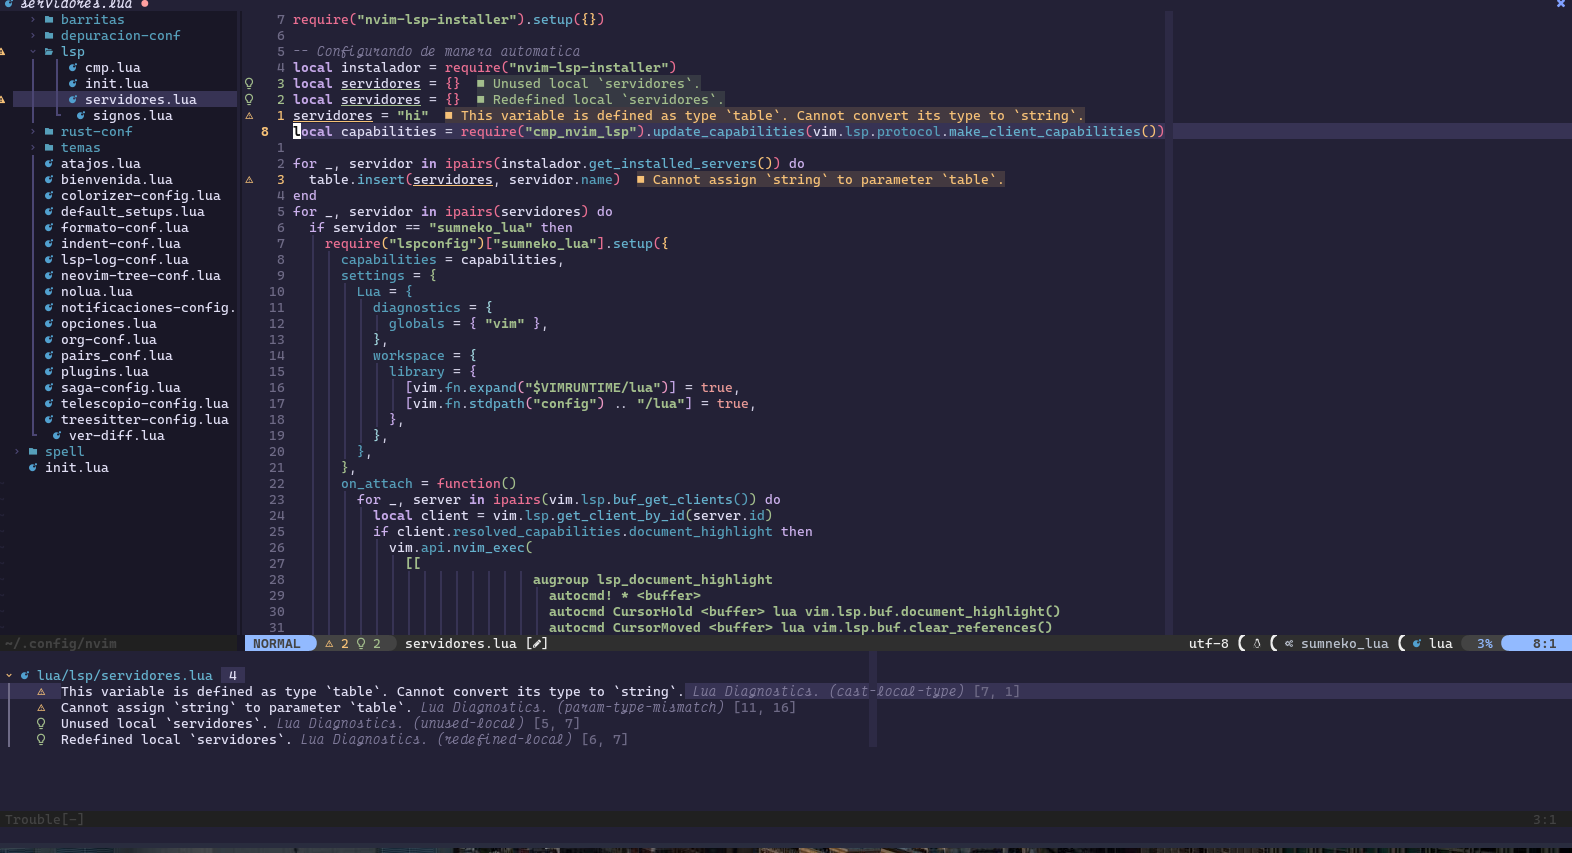 servidores.lua ●
barritas
depuracion-conf
lsp
cmp.lua
init.lua
servidores.lua
signos.lua
rust-conf
temas
atajos.lua
bienvenida.lua
colorizer-config.lua
default_setups.lua
formato-conf.lua
indent-conf.lua
lsp-log-conf.lua
neovim-tree-conf.lua
nolua.lua
notificaciones-config.
opciones.lua
org-conf.lua
pairs_conf.lua
plugins.lua
saga-config.lua
telescopio-config.lua
treesitter-config.lua
ver-diff.lua
spell
init.lua
~/.config/nvim
7 require("nvim-lsp-installer").setup({})
6
5 -- Configurando de manera automatica
4 local instalador = require("nvim-lsp-installer")
3 local servidores = {} ■ Unused local `servidores`.
2 local servidores = {} ■ Redefined local `servidores`.
1 servidores = "hi" ■ This variable is defined as type `table`. Cannot convert its type to `string`.
8 local capabilities = require("cmp_nvim_lsp").update_capabilities(vim.lsp.protocol.make_client_capabilities())
1
2 for _, servidor in ipairs(instalador.get_installed_servers()) do
3 table.insert(servidores, servidor.name) ■ Cannot assign `string` to parameter `table`.
4 end
5 for _, servidor in ipairs(servidores) do
6 if servidor == "sumneko_lua" then
7 require("lspconfig")["sumneko_lua"].setup({
8 capabilities = capabilities,
9 settings = {
10 Lua = {
11 diagnostics = {
12 globals = { "vim" },
13 },
14 workspace = {
15 library = {
16 [vim.fn.expand("$VIMRUNTIME/lua")] = true,
17 [vim.fn.stdpath("config") .. "/lua"] = true,
18 },
19 },
20 },
21 },
22 on_attach = function()
23 for _, server in ipairs(vim.lsp.buf_get_clients()) do
24 local client = vim.lsp.get_client_by_id(server.id)
25 if client.resolved_capabilities.document_highlight then
26 vim.api.nvim_exec(
27 [[
28 augroup lsp_document_highlight
29 autocmd! * <buffer>
30 autocmd CursorHold <buffer> lua vim.lsp.buf.document_highlight()
31 autocmd CursorMoved <buffer> lua vim.lsp.buf.clear_references()
NORMAL 2 2 servidores.lua [] utf-8 sumneko_lua lua 3% 8:1
lua/lsp/servidores.lua 4
This variable is defined as type `table`. Cannot convert its type to `string`. Lua Diagnostics. (cast-local-type) [7, 1]
Cannot assign `string` to parameter `table`. Lua Diagnostics. (param-type-mismatch) [11, 16]
Unused local `servidores`. Lua Diagnostics. (unused-local) [5, 7]
Redefined local `servidores`. Lua Diagnostics. (redefined-local) [6, 7]
Trouble[-] 3:1